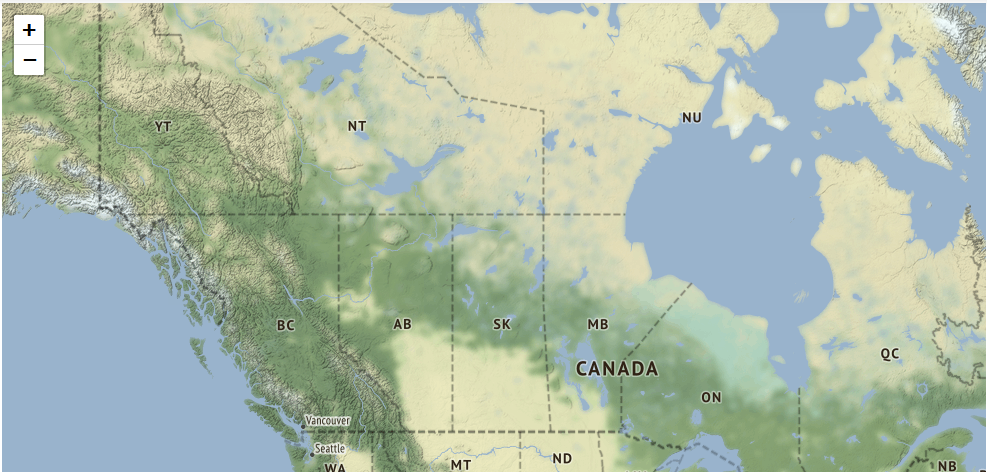 +
−
YT
NT
NU
BC
AB
SK
MB
CANADA
ON
QC
Vancouver
Seattle
WA
MT
ND
NB